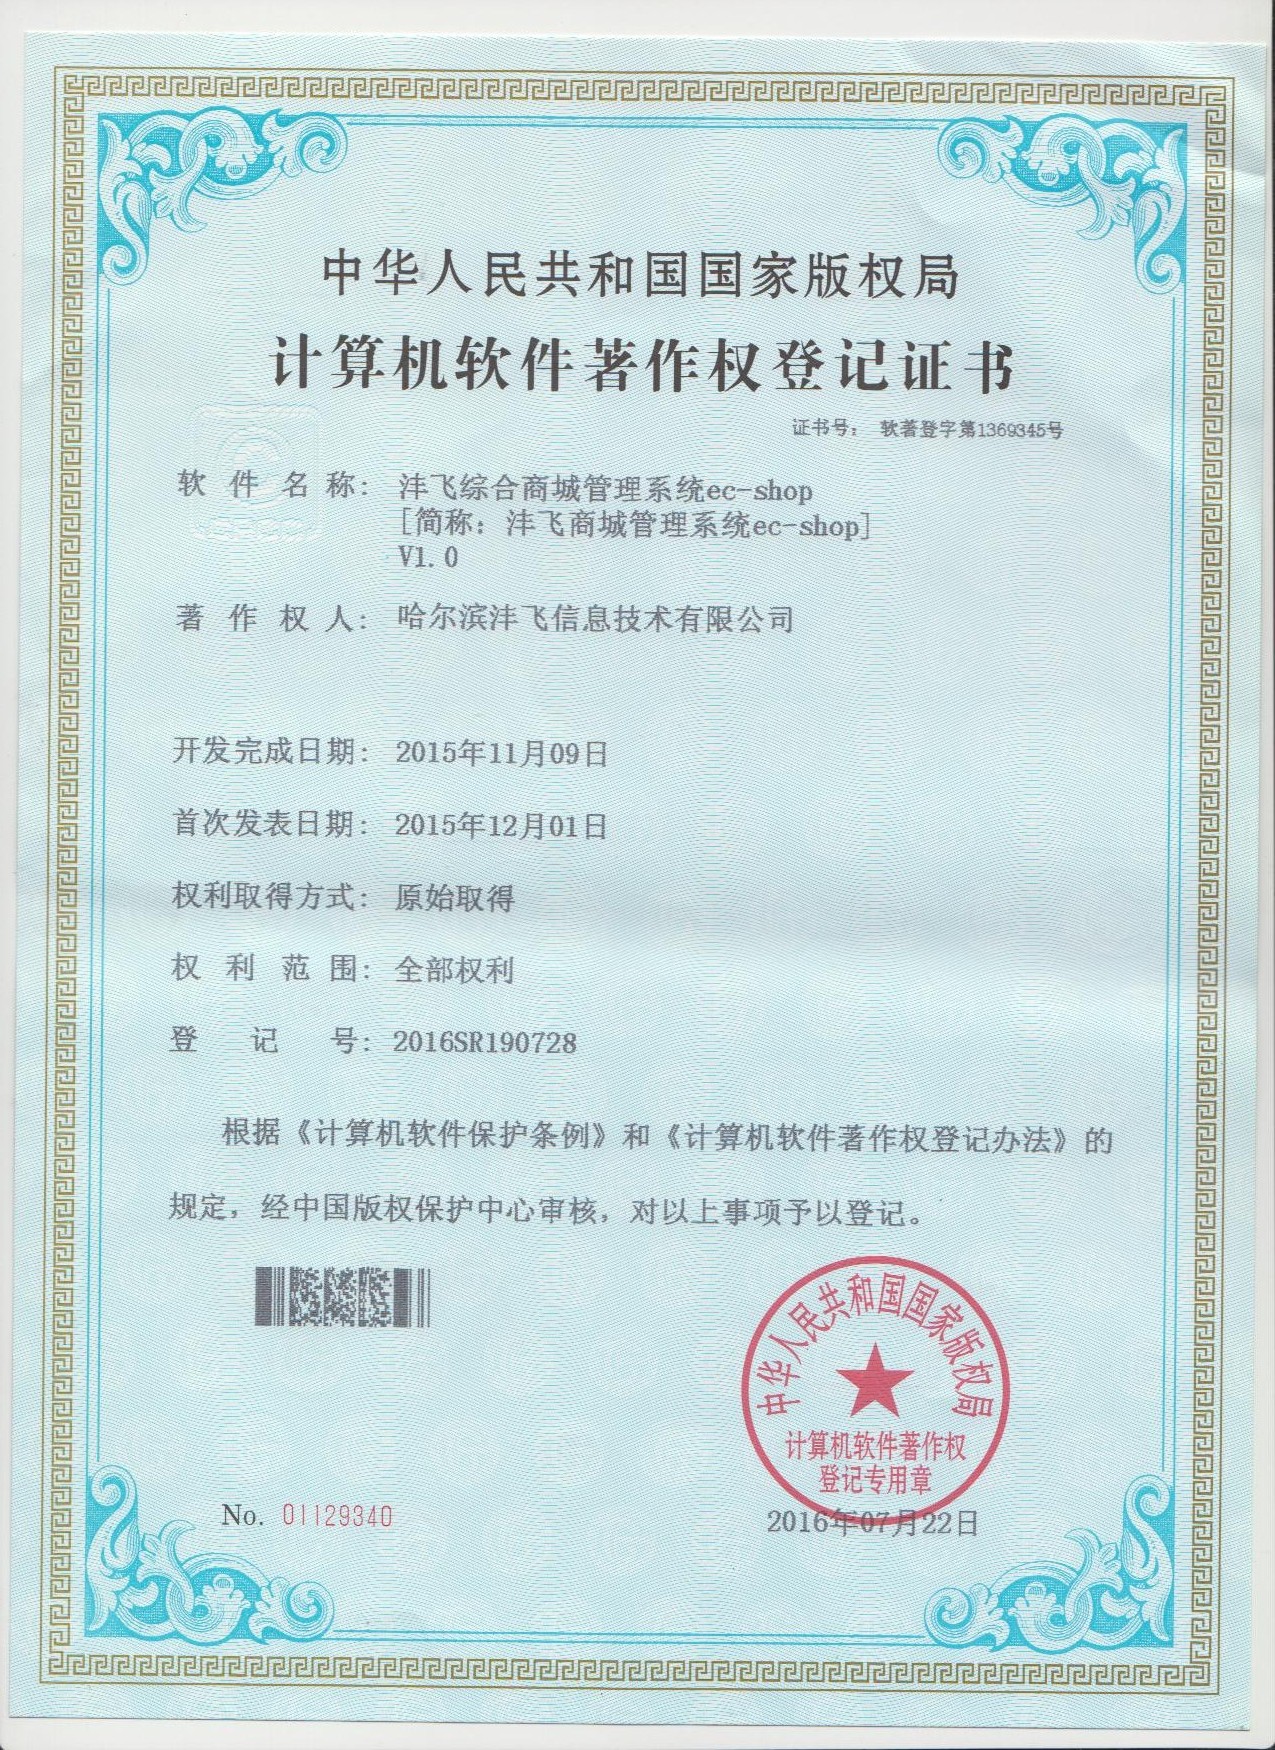 中华人民共和国国家版权局
计算机软件著作权登记证书
证书号： 软著登字第1369345号
软件名称： 沣飞综合商城管理系统ec-shop
[简称：沣飞商城管理系统ec-shop]
V1.0
著作权人： 哈尔滨沣飞信息技术有限公司
开发完成日期： 2015年11月09日
首次发表日期： 2015年12月01日
权利取得方式： 原始取得
权利范围： 全部权利
登记号： 2016SR190728
根据《计算机软件保护条例》和《计算机软件著作权登记办法》的
规定，经中国版权保护中心审核，对以上事项予以登记。
中华人民共和国国家版权局
计算机软件著作权
登记专用章
No. 01129340
2016年07月22日